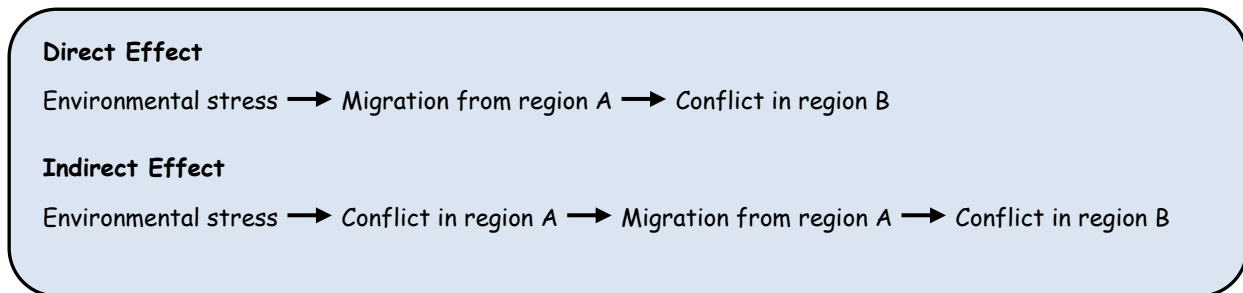 Direct Effect
Environmental stress → Migration from region A → Conflict in region B
Indirect Effect
Environmental stress → Conflict in region A → Migration from region A → Conflict in region B